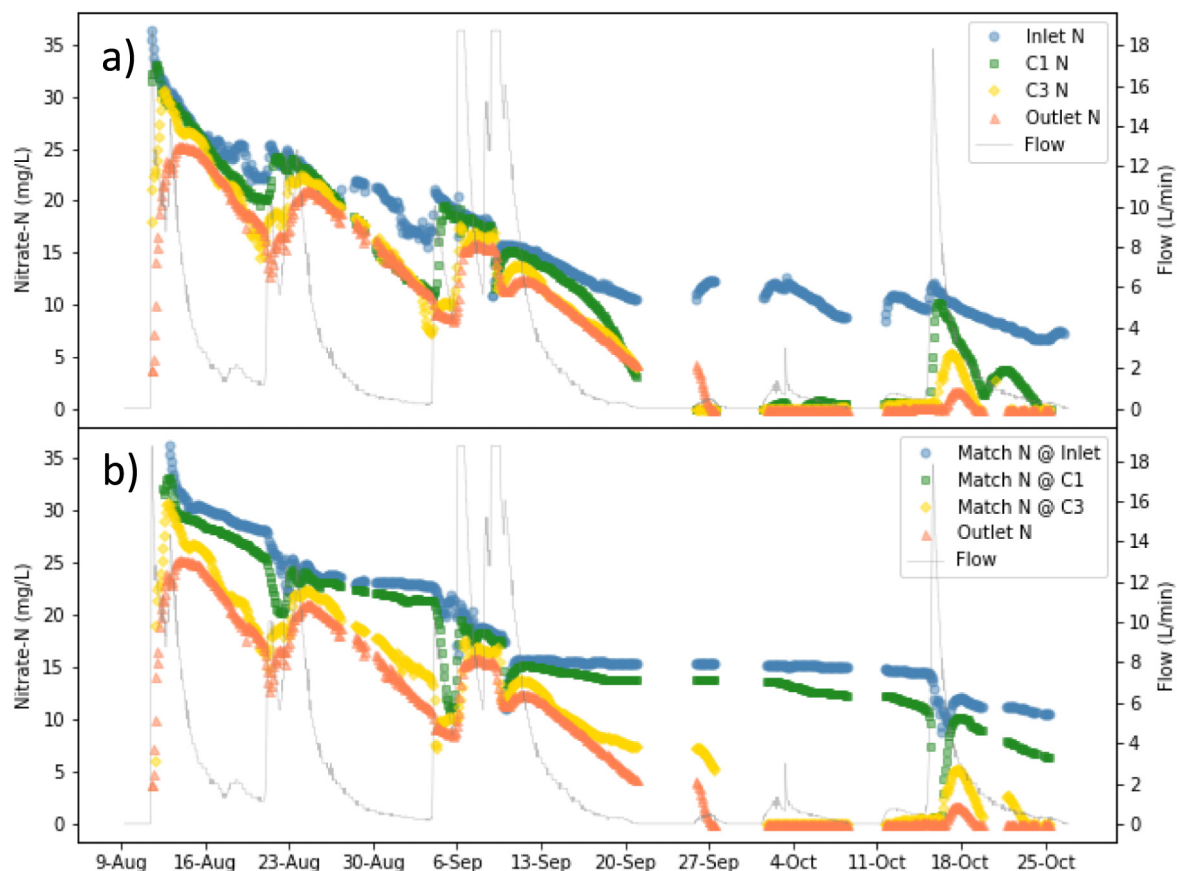 a)
Nitrate-N (mg/L)
35
30
25
20
15
10
5
0
Inlet N
C1 N
C3 N
Outlet N
Flow
18
16
14
12
10
8
6
4
2
0
Flow (L/min)
b)
Nitrate-N (mg/L)
35
30
25
20
15
10
5
0
Match N @ Inlet
Match N @ C1
Match N @ C3
Outlet N
Flow
18
16
14
12
10
8
6
4
2
0
Flow (L/min)
9-Aug 16-Aug 23-Aug 30-Aug 6-Sep 13-Sep 20-Sep 27-Sep 4-Oct 11-Oct 18-Oct 25-Oct